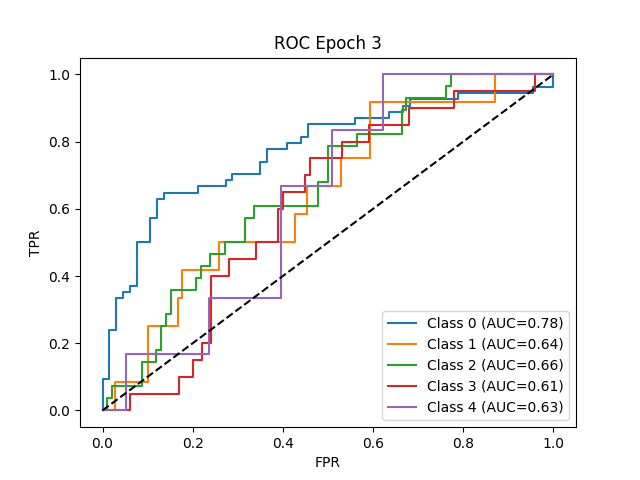 ROC Epoch 3
1.0
0.8
0.6
0.4
0.2
0.0
TPR
Class 0 (AUC=0.78)
Class 1 (AUC=0.64)
Class 2 (AUC=0.66)
Class 3 (AUC=0.61)
Class 4 (AUC=0.63)
0.0 0.2 0.4 0.6 0.8 1.0
FPR